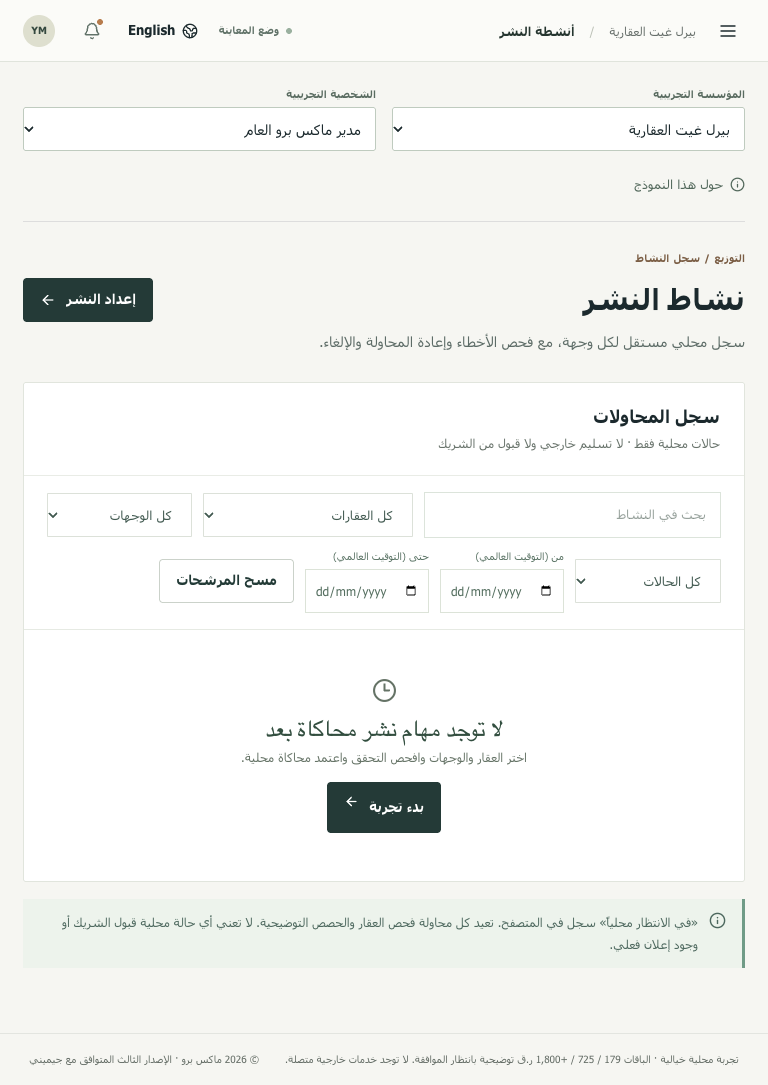 بيرل غيت العقارية / أنشطة النشر
وضع المعاينة
English
YM
المؤسسة التجريبية
بيرل غيت العقارية
الشخصية التجريبية
مدير ماكس برو العام
حول هذا النموذج
التوزيع / سجل النشاط
نشاط النشر
إعداد النشر
سجل محلي مستقل لكل وجهة، مع فحص الأخطاء وإعادة المحاولة والإلغاء.
سجل المحاولات
حالات محلية فقط · لا تسليم خارجي ولا قبول من الشريك
بحث في النشاط
كل العقارات
كل الوجهات
كل الحالات
من (التوقيت العالمي)
dd/mm/yyyy
حتى (التوقيت العالمي)
dd/mm/yyyy
مسح المرشحات
لا توجد مهام نشر محاكاة بعد
اختر العقار والوجهات وافحص التحقق واعتمد محاكاة محلية.
بدء تجربة
«في الانتظار محلياً» سجل في المتصفح. تعيد كل محاولة فحص العقار والحصص التوضيحية. لا تعني أي حالة محلية قبول الشريك أو
وجود إعلان فعلي.
تجربة محلية خيالية · الباقات 179 / 725 / +1,800 ر.ق توضيحية بانتظار الموافقة. لا توجد خدمات خارجية متصلة.
© 2026 ماكس برو · الإصدار الثالث المتوافق مع جيميني